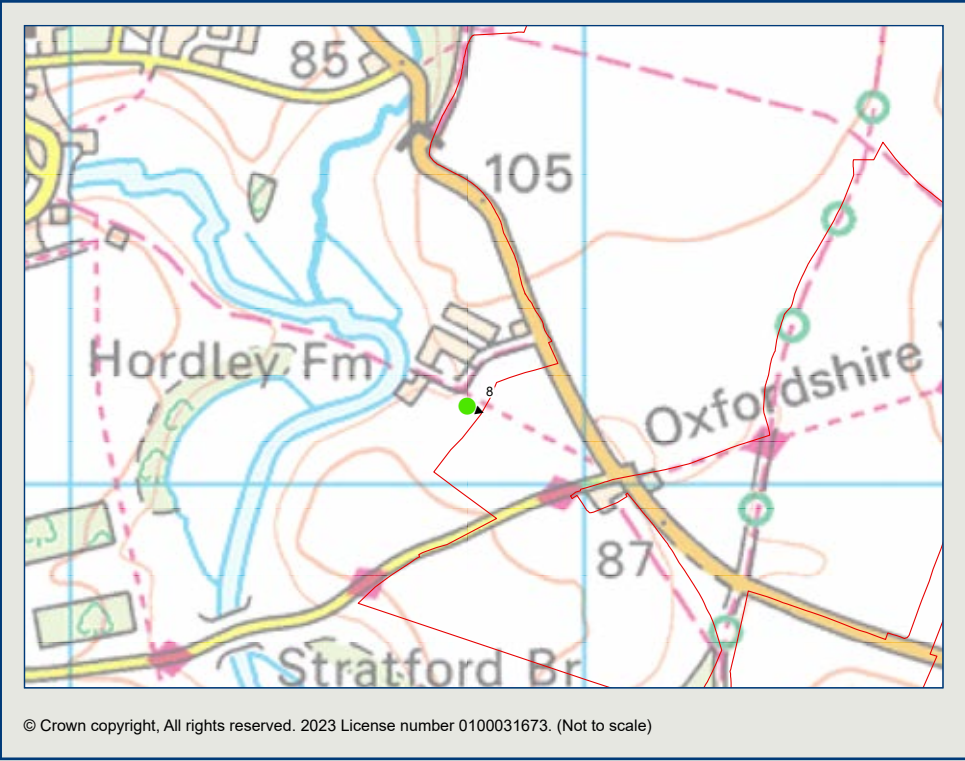 85
105
Hordley Fm
8
Oxfordshire
87
Stratford Br
© Crown copyright, All rights reserved. 2023 License number 0100031673. (Not to scale)